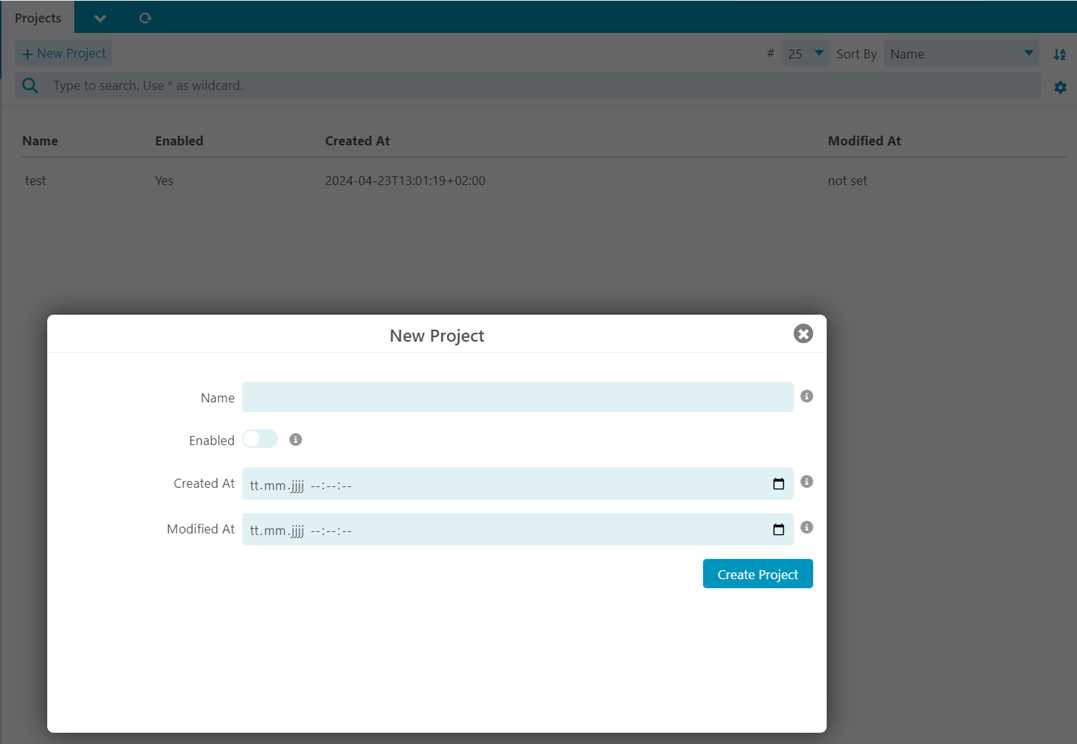 Projects
+ New Project # 25 Sort By Name
Type to search. Use * as wildcard.
Name Enabled Created At Modified At
test Yes 2024-04-23T13:01:19+02:00 not set
New Project
Name
Enabled
Created At tt.mm.jjjj --:--:--
Modified At tt.mm.jjjj --:--:--
Create Project